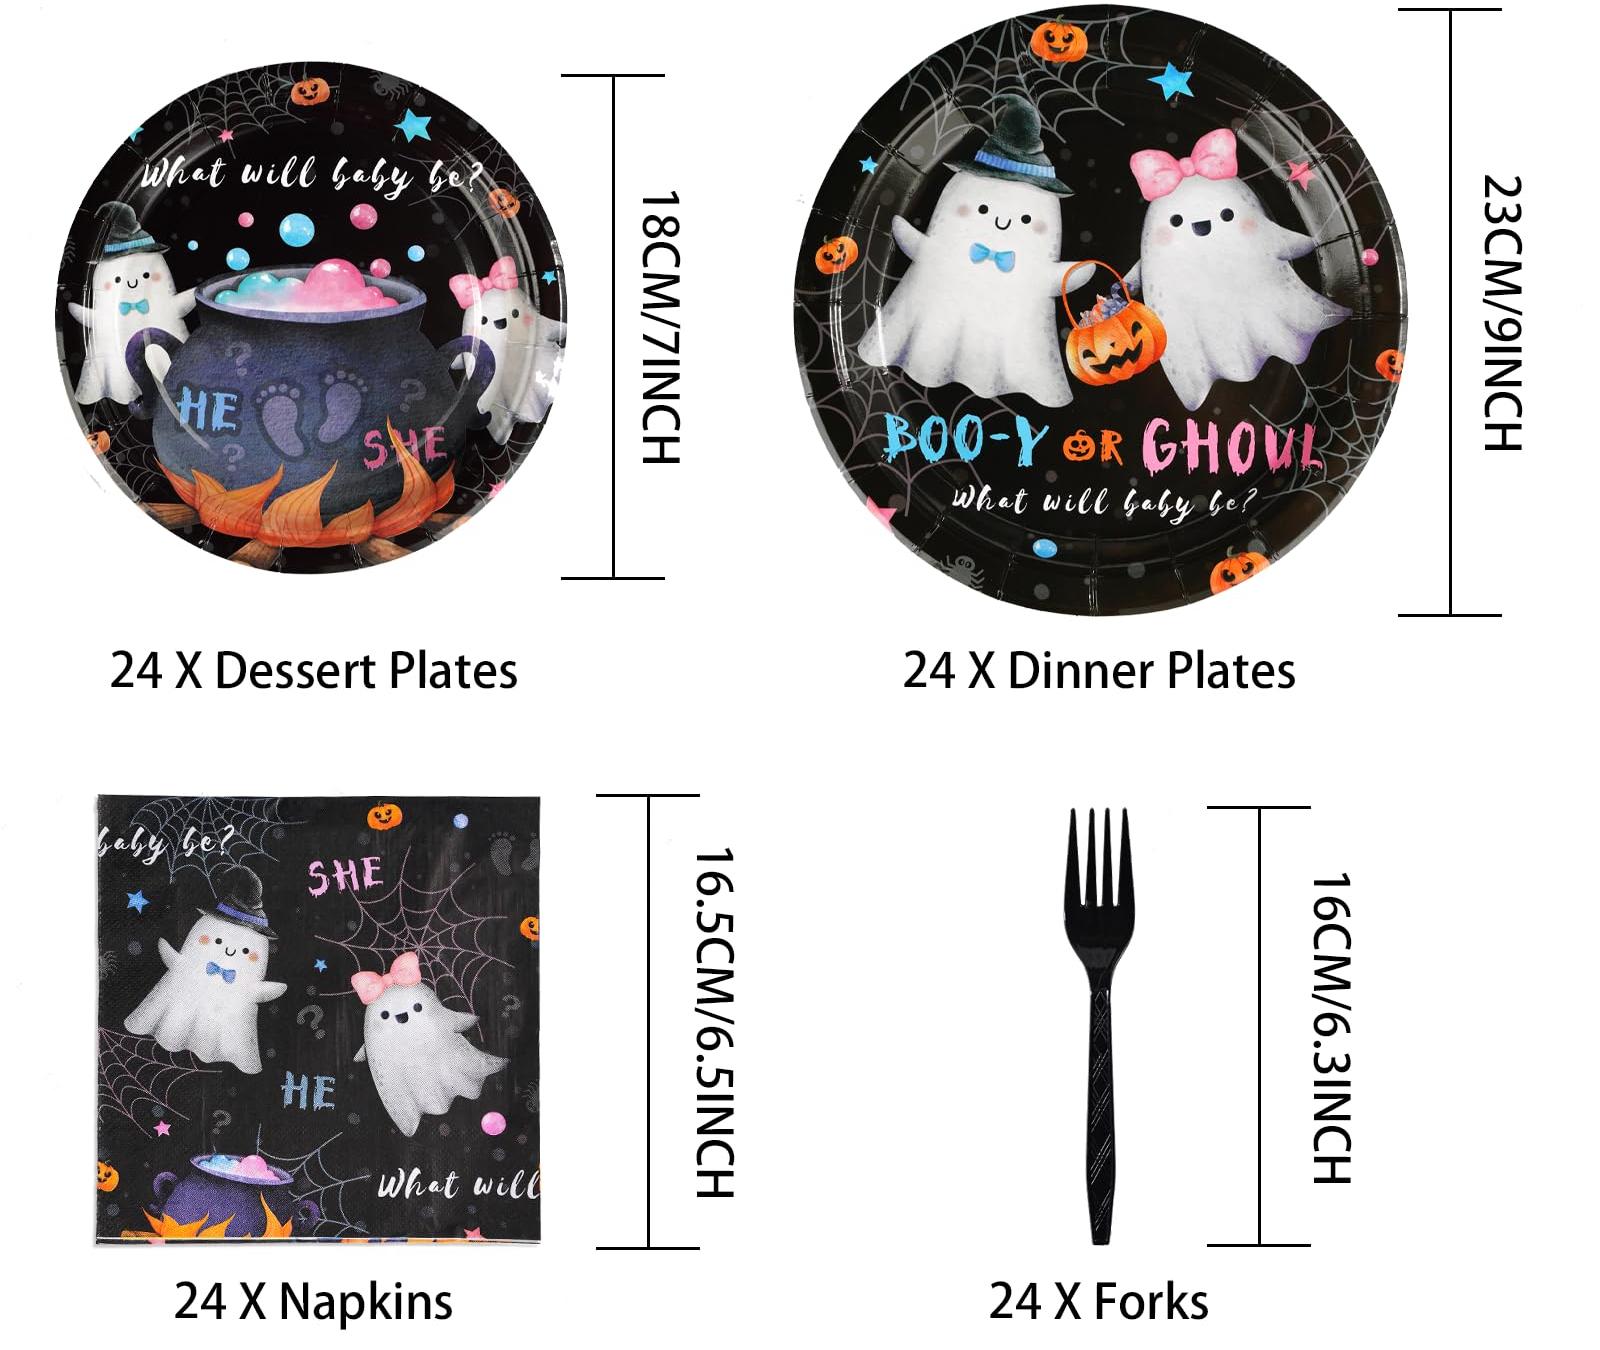 What will baby be?
HE
SHE
18CM/7INCH
24 X Dessert Plates
BOO-Y OR GHOUL
What will baby be?
23CM/9INCH
24 X Dinner Plates
baby be?
SHE
HE
What will
16.5CM/6.5INCH
24 X Napkins
16CM/6.3INCH
24 X Forks